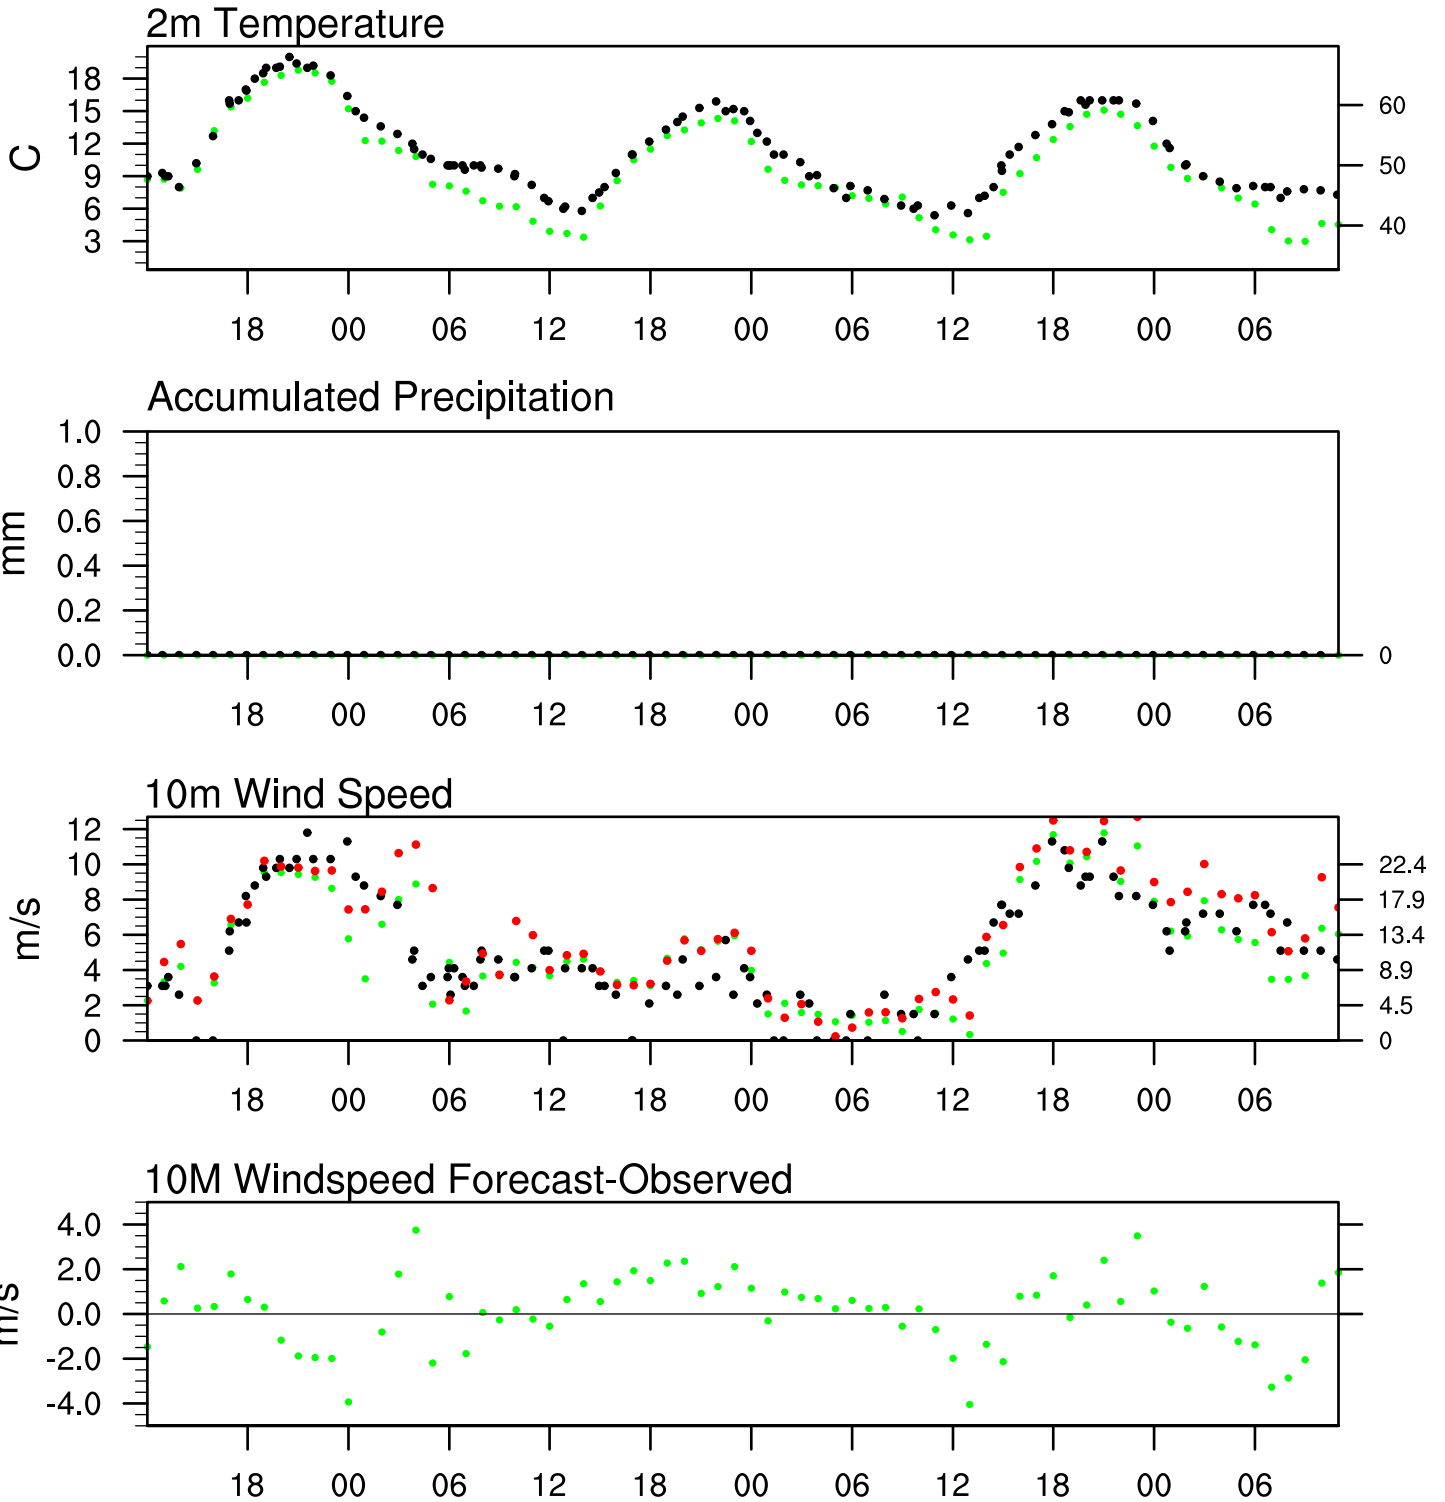 2m Temperature
18
15
12
9
6
3
C
60
50
40
18 00 06 12 18 00 06 12 18 00 06
Accumulated Precipitation
1.0
0.8
0.6
0.4
0.2
0.0
mm
0
18 00 06 12 18 00 06 12 18 00 06
10m Wind Speed
12
10
8
6
4
2
0
m/s
22.4
17.9
13.4
8.9
4.5
0
18 00 06 12 18 00 06 12 18 00 06
10M Windspeed Forecast-Observed
4.0
2.0
0.0
-2.0
-4.0
m/s
18 00 06 12 18 00 06 12 18 00 06